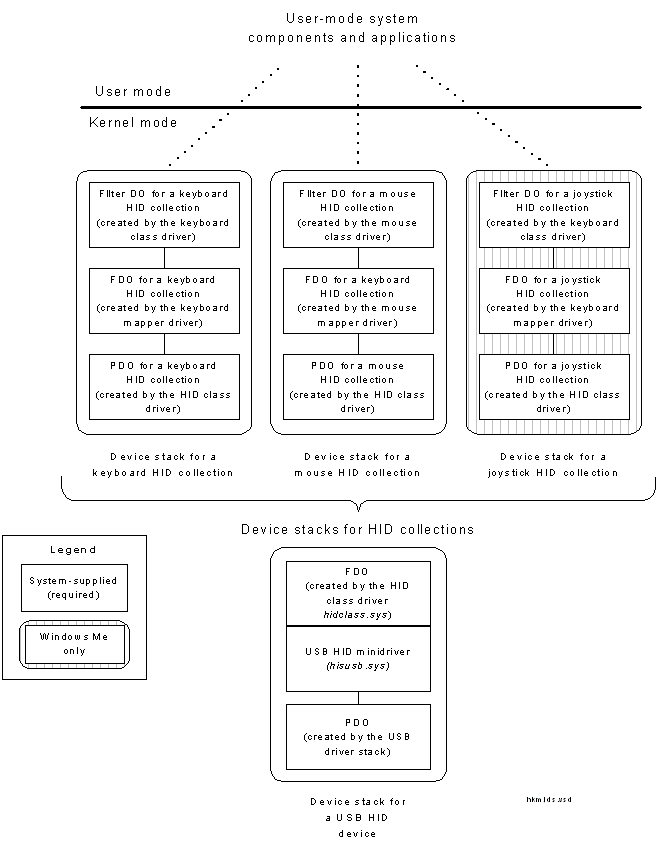 User-mode system
components and applications
User mode
Kernel mode
Filter DO for a keyboard
HID collection
(created by the keyboard
class driver)
FDO for a keyboard
HID collection
(created by the keyboard
mapper driver)
PDO for a keyboard
HID collection
(created by the HID class
driver)
Device stack for a
keyboard HID collection
Filter DO for a mouse
HID collection
(created by the mouse
class driver)
FDO for a keyboard
HID collection
(created by the mouse
mapper driver)
PDO for a mouse
HID collection
(created by the HID class
driver)
Device stack for a
mouse HID collection
Filter DO for a joystick
HID collection
(created by the keyboard
class driver)
FDO for a joystick
HID collection
(created by the keyboard
mapper driver)
PDO for a joystick
HID collection
(created by the HID class
driver)
Device stack for a
joystick HID collection
Device stacks for HID collections
Legend
System-supplied
(required)
Windows Me
only
FDO
(created by the HID
class driver
hidclass.sys)
USB HID minidriver
(hisusb.sys)
PDO
(created by the USB
driver stack)
Device stack for
a USB HID
device